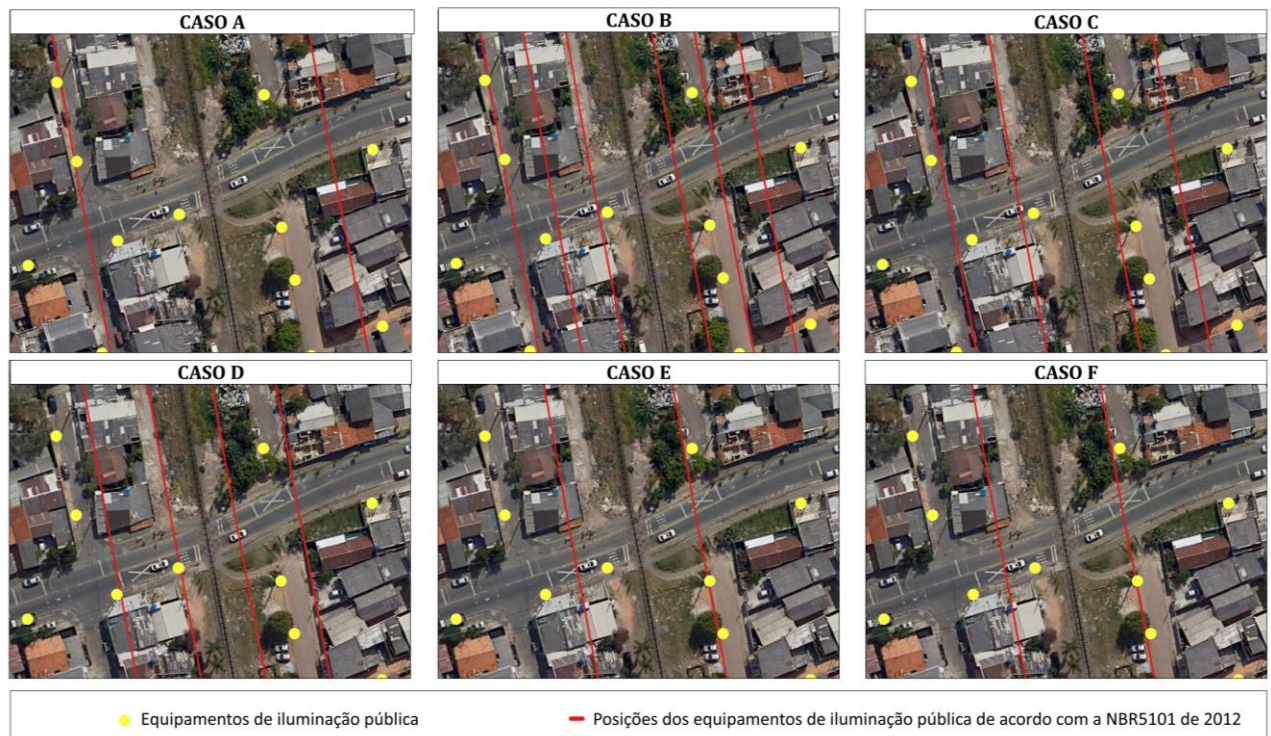 CASO A
CASO B
CASO C
CASO D
CASO E
CASO F
Equipamentos de iluminação pública
Posições dos equipamentos de iluminação pública de acordo com a NBR5101 de 2012